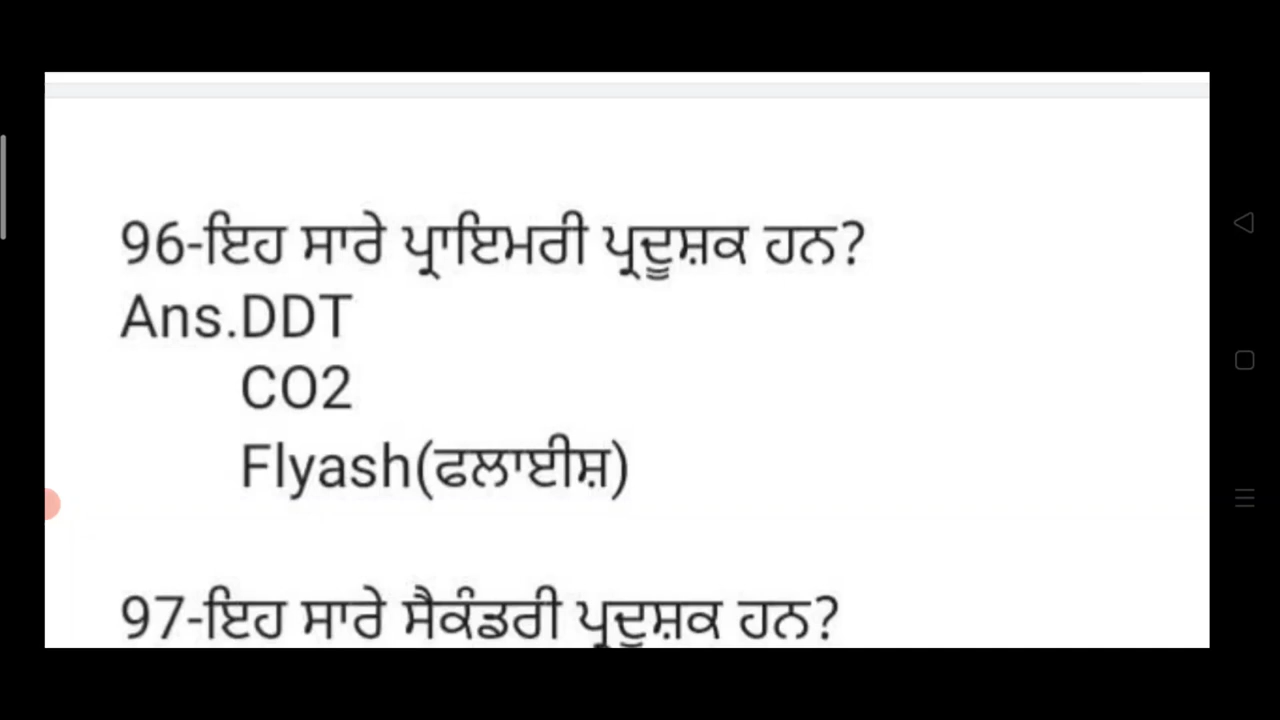 96-ਇਹ ਸਾਰੇ ਪ੍ਰਾਇਮਰੀ ਪ੍ਰਦੂਸ਼ਕ ਹਨ?
Ans.DDT
CO2
Flyash(ਫਲਾਈਸ਼)
97-ਇਹ ਸਾਰੇ ਸੈਕੰਡਰੀ ਪ੍ਰਦੂਸ਼ਕ ਹਨ?